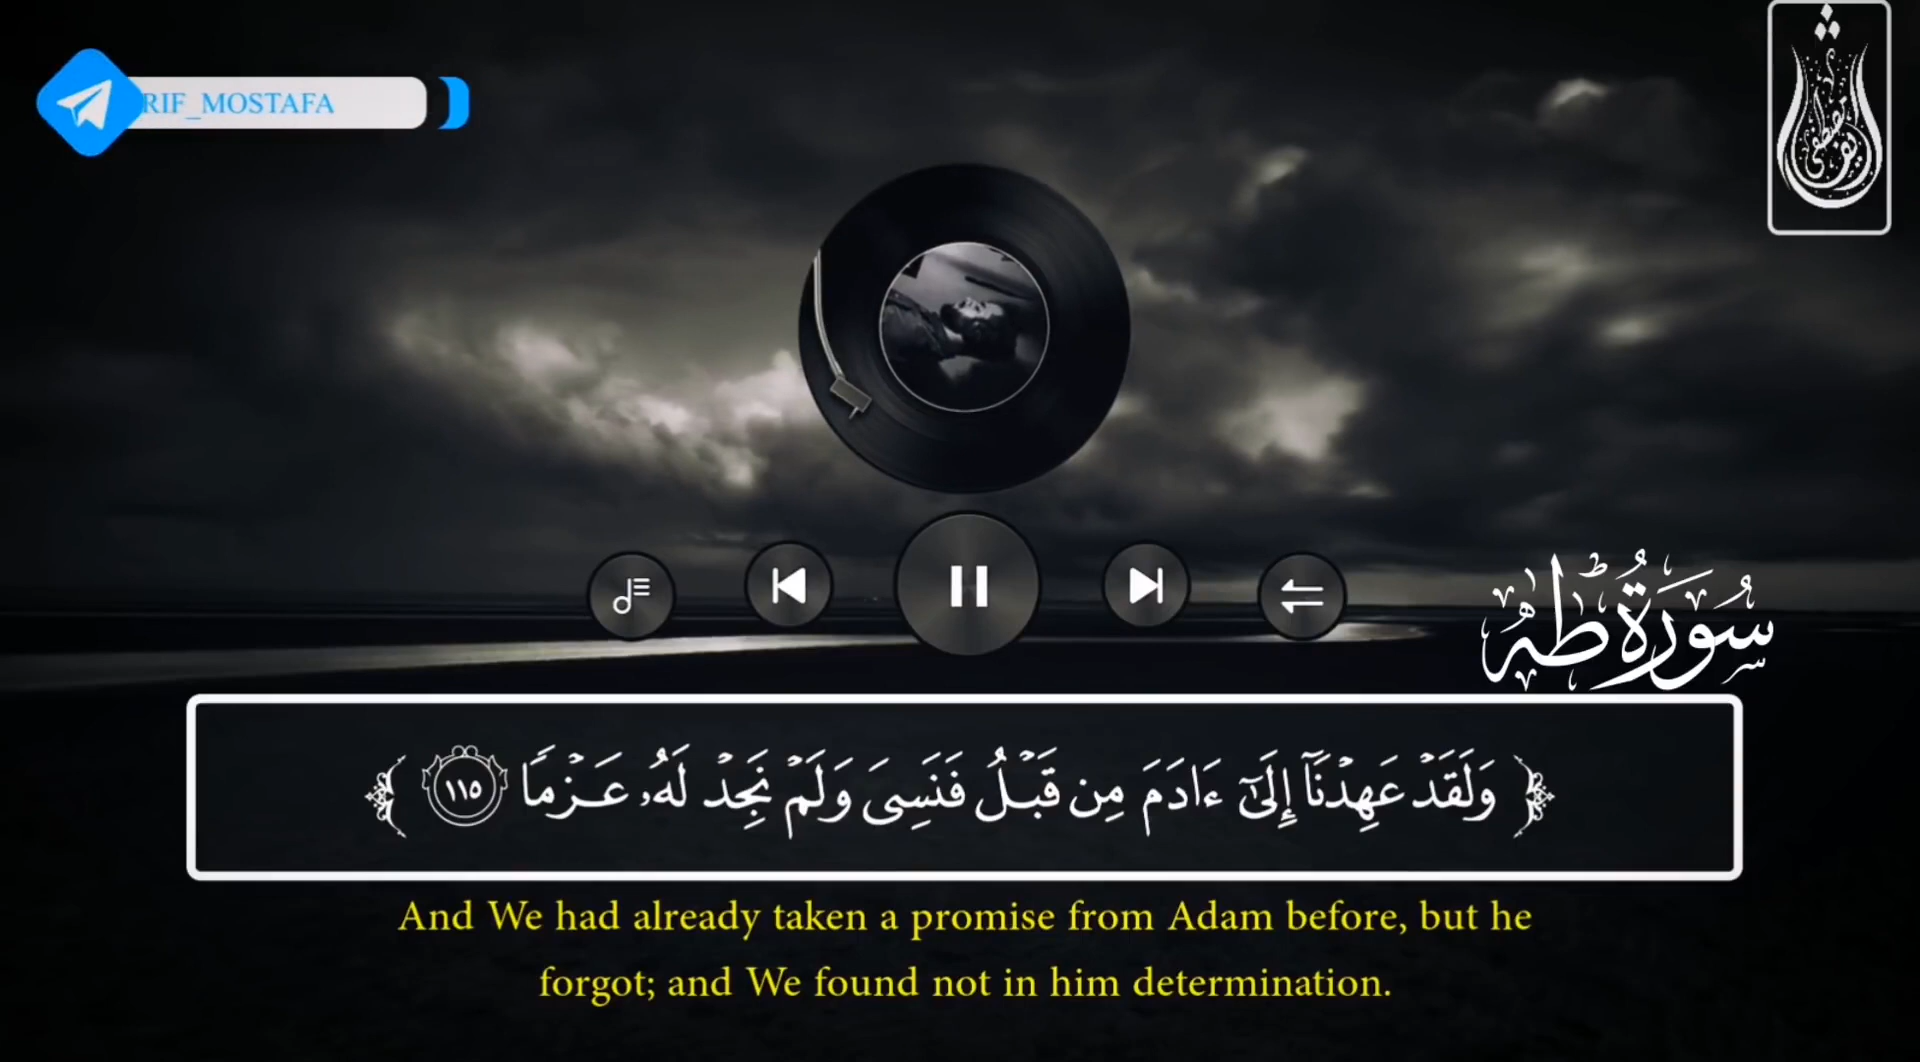 RIF_MOSTAFA
سُورَةُ طه
وَلَقَدْ عَهِدْنَآ إِلَىٰٓ ءَادَمَ مِن قَبْلُ فَنَسِىَ وَلَمْ نَجِدْ لَهُۥ عَزْمًا ١١٥
And We had already taken a promise from Adam before, but he
forgot; and We found not in him determination.